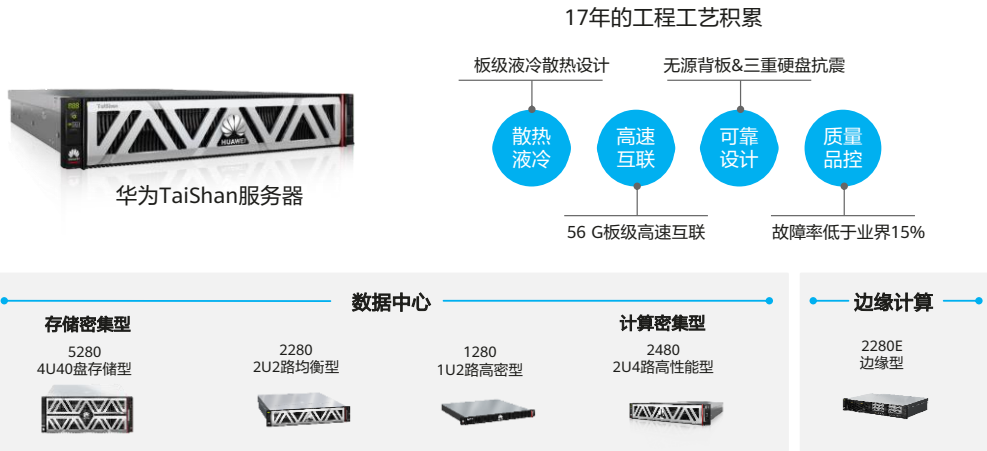 17年的工程工艺积累
板级液冷散热设计
无源背板&三重硬盘抗震
散热
液冷
高速
互联
可靠
设计
质量
品控
56 G板级高速互联
故障率低于业界15%
TaiShan
HUAWEI
华为TaiShan服务器
数据中心
边缘计算
存储密集型
计算密集型
5280
4U40盘存储型
2280
2U2路均衡型
1280
1U2路高密型
2480
2U4路高性能型
2280E
边缘型